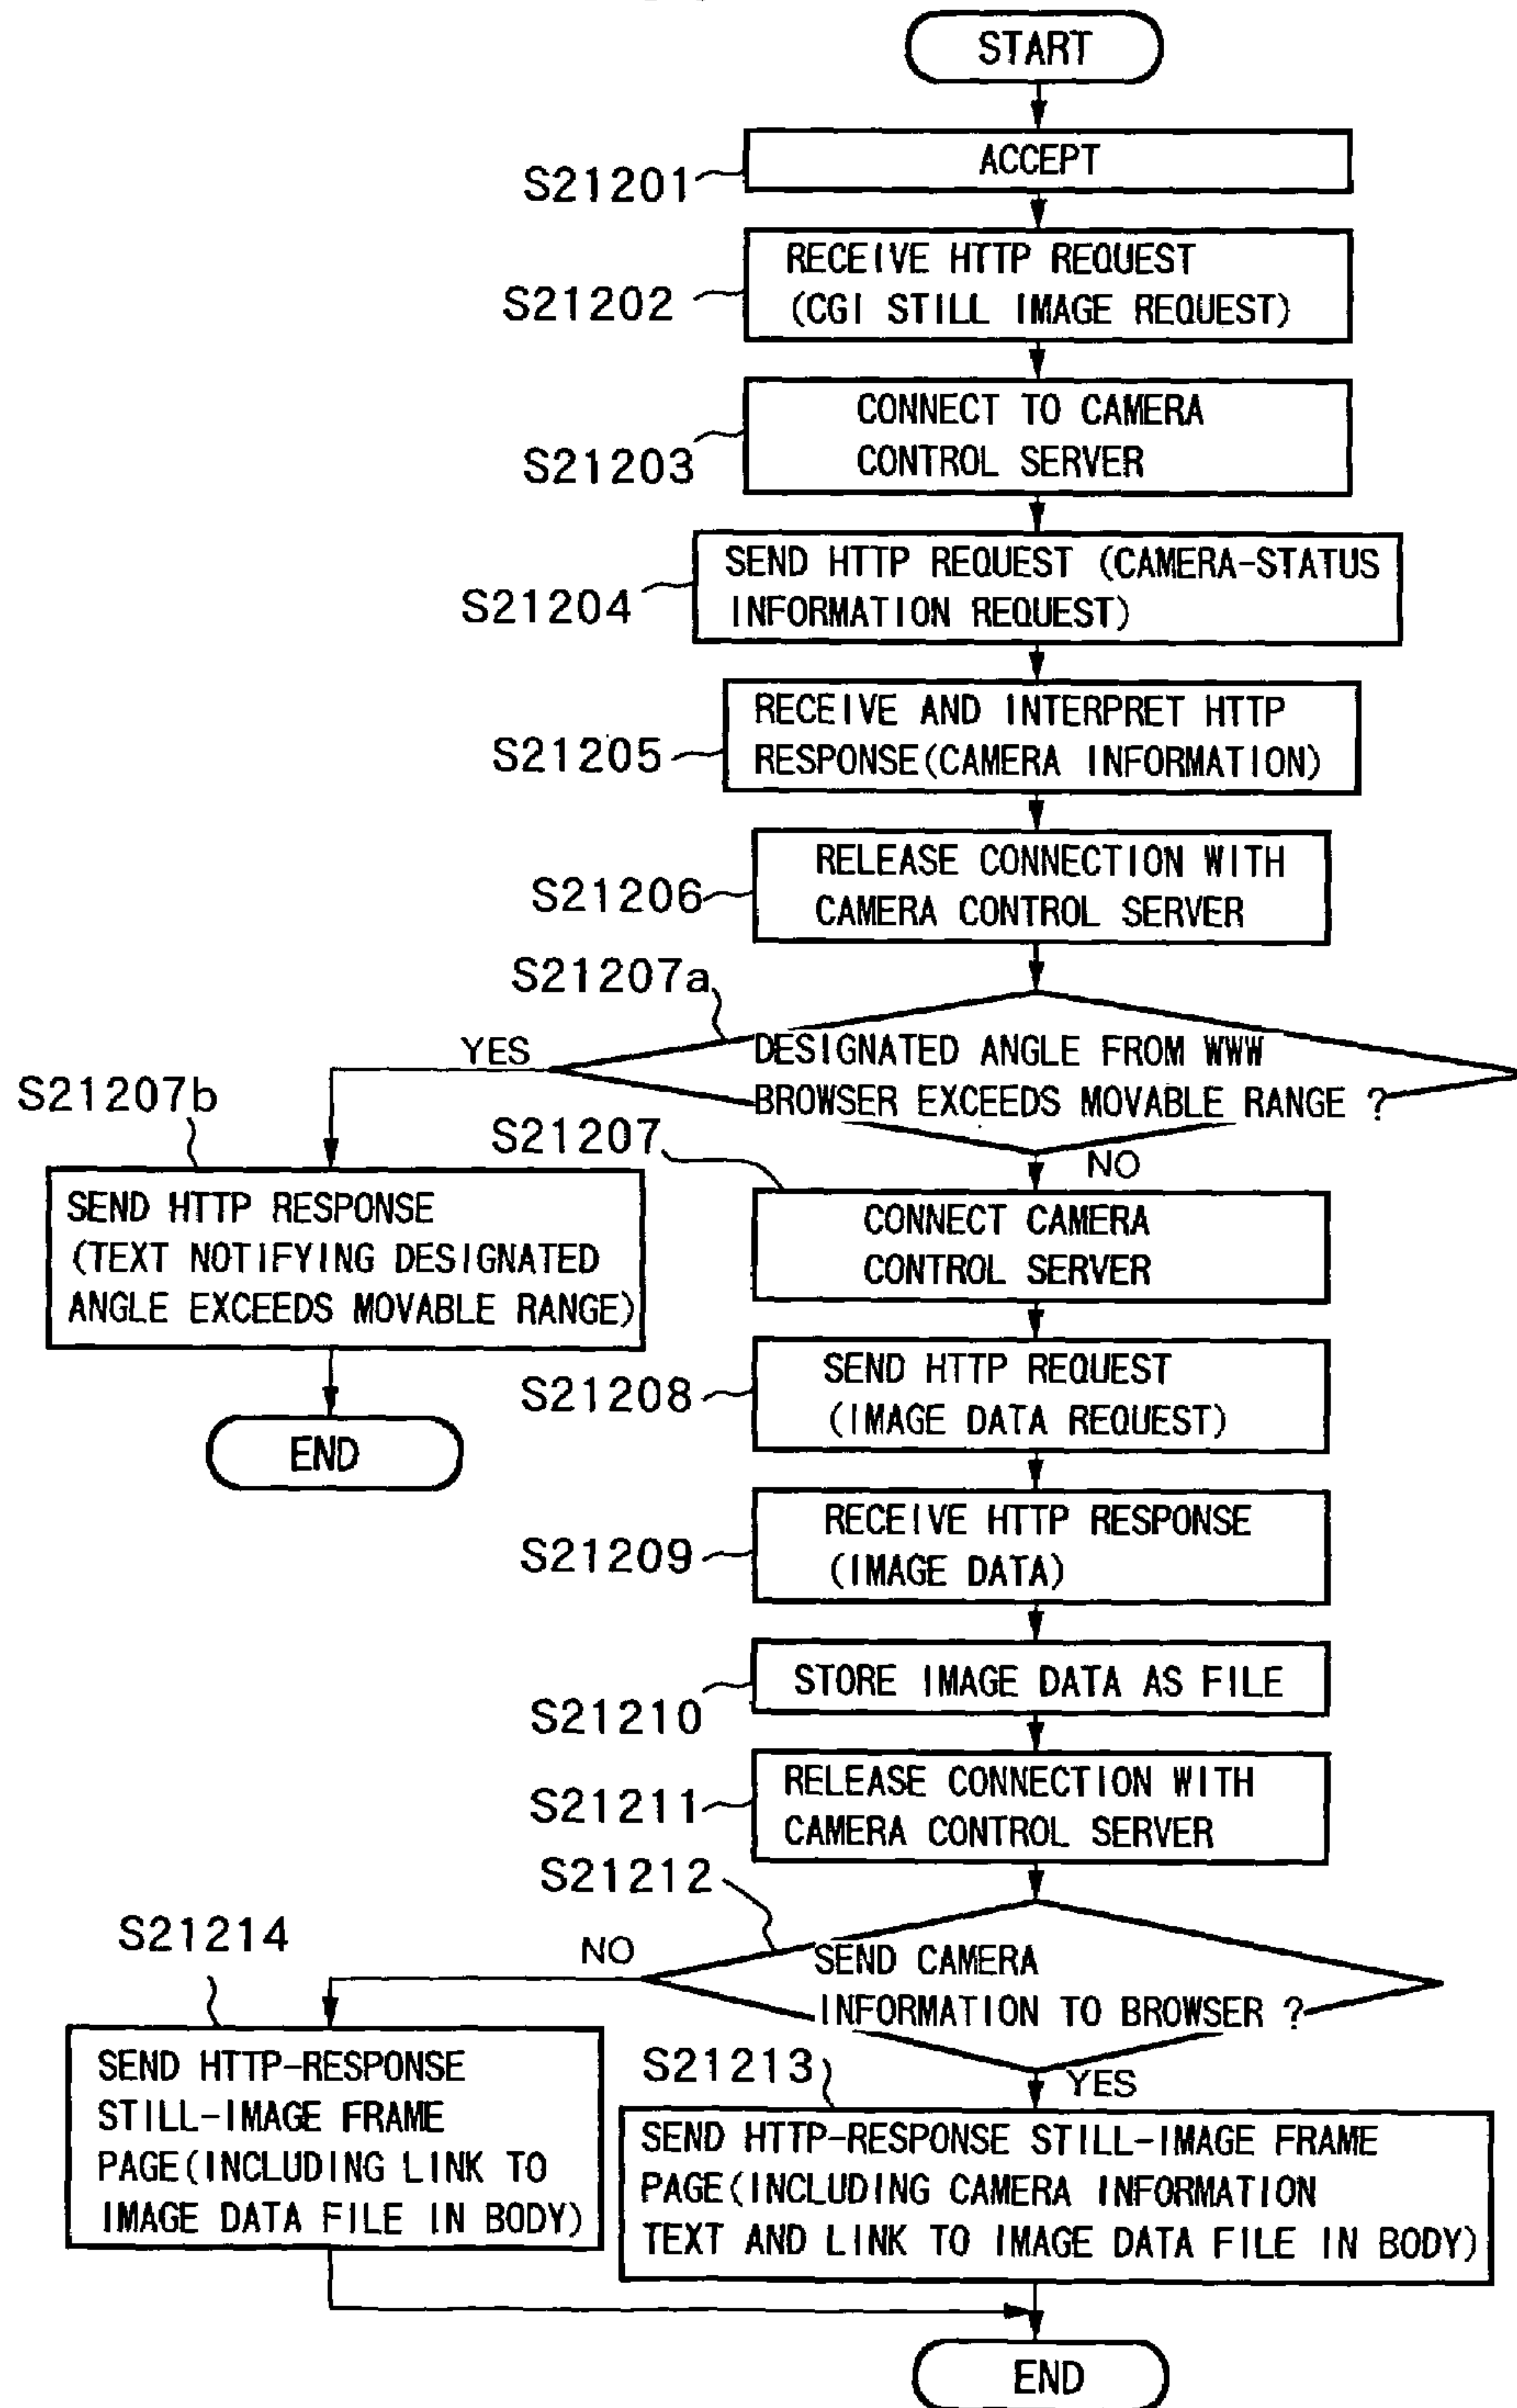 START
S21201
ACCEPT
S21202
RECEIVE HTTP REQUEST
(CGI STILL IMAGE REQUEST)
S21203
CONNECT TO CAMERA
CONTROL SERVER
S21204
SEND HTTP REQUEST (CAMERA-STATUS
INFORMATION REQUEST)
S21205
RECEIVE AND INTERPRET HTTP
RESPONSE(CAMERA INFORMATION)
S21206
RELEASE CONNECTION WITH
CAMERA CONTROL SERVER
S21207a
DESIGNATED ANGLE FROM WWW
BROWSER EXCEEDS MOVABLE RANGE ?
YES
S21207b
SEND HTTP RESPONSE
(TEXT NOTIFYING DESIGNATED
ANGLE EXCEEDS MOVABLE RANGE)
END
NO
S21207
CONNECT CAMERA
CONTROL SERVER
S21208
SEND HTTP REQUEST
(IMAGE DATA REQUEST)
S21209
RECEIVE HTTP RESPONSE
(IMAGE DATA)
S21210
STORE IMAGE DATA AS FILE
S21211
RELEASE CONNECTION WITH
CAMERA CONTROL SERVER
S21212
SEND CAMERA
INFORMATION TO BROWSER ?
NO
S21214
SEND HTTP-RESPONSE
STILL-IMAGE FRAME
PAGE(INCLUDING LINK TO
IMAGE DATA FILE IN BODY)
YES
S21213
SEND HTTP-RESPONSE STILL-IMAGE FRAME
PAGE(INCLUDING CAMERA INFORMATION
TEXT AND LINK TO IMAGE DATA FILE IN BODY)
END